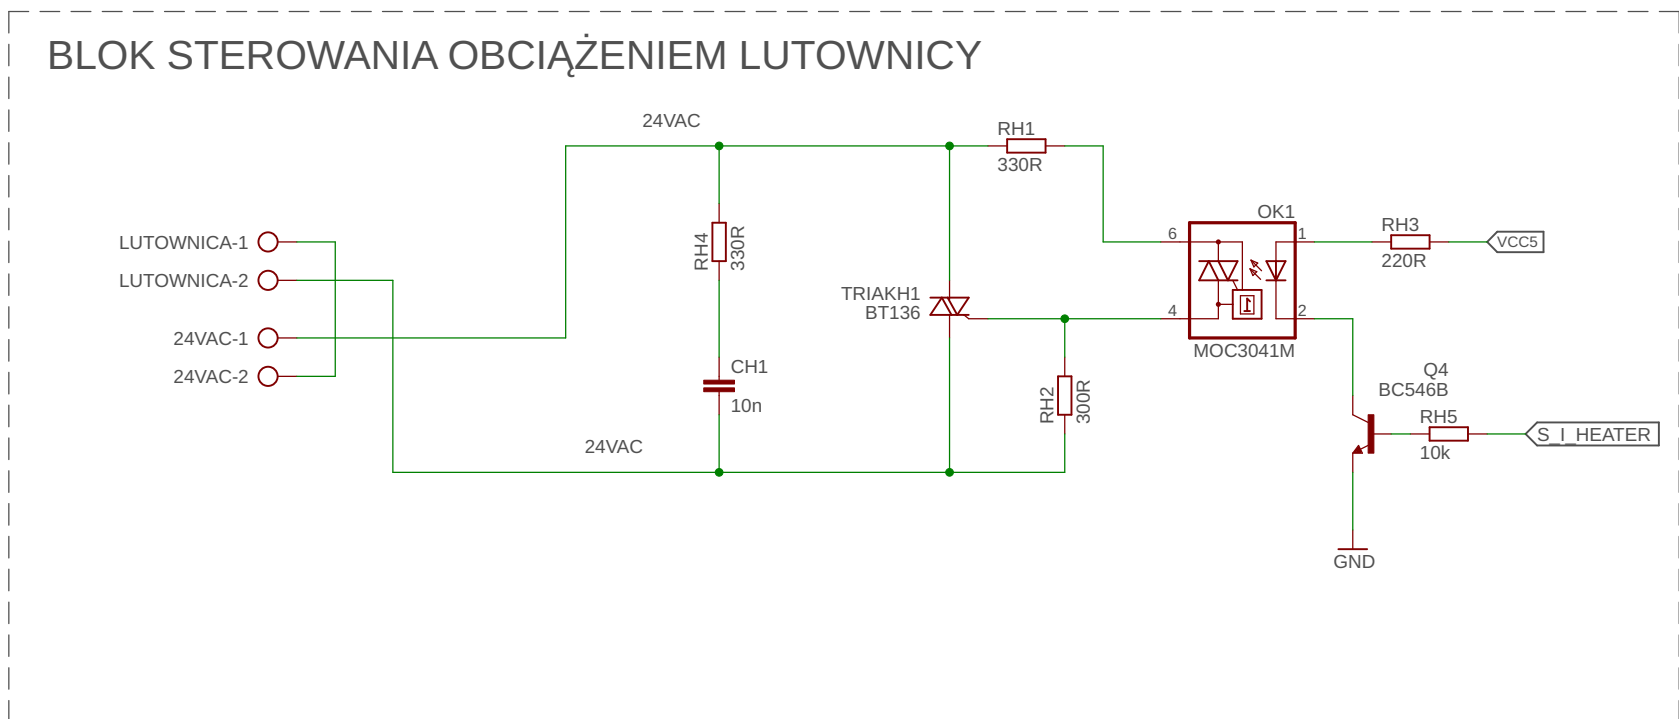 BLOK STEROWANIA OBCIĄŻENIEM LUTOWNICY
24VAC
RH1
330R
LUTOWNICA-1
LUTOWNICA-2
24VAC-1
24VAC-2
RH4
330R
CH1
10n
24VAC
TRIAKH1
BT136
RH2
300R
OK1
6
1
4
2
1
MOC3041M
RH3
220R
VCC5
Q4
BC546B
RH5
10k
S_I_HEATER
GND